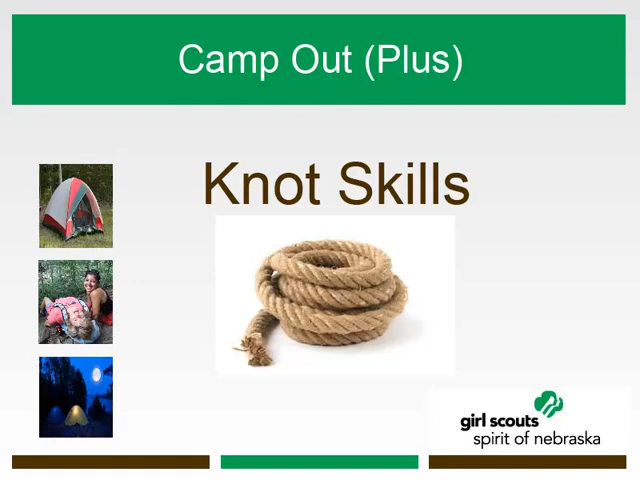 Camp Out (Plus)
Knot Skills
girl scouts
spirit of nebraska